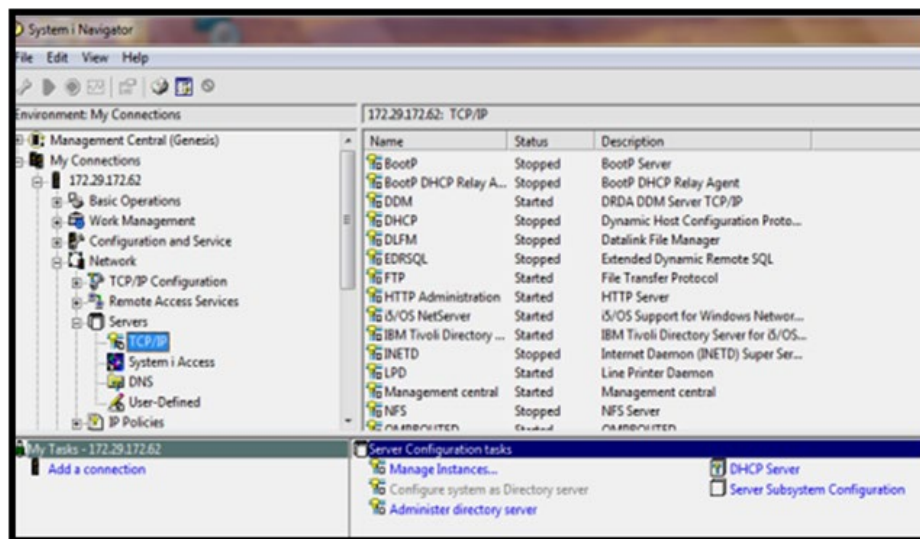 System i Navigator
File Edit View Help
Environment: My Connections
172.29.172.62: TCP/IP
Management Central (Genesis)
My Connections
172.29.172.62
Basic Operations
Work Management
Configuration and Service
Network
TCP/IP Configuration
Remote Access Services
Servers
TCP/IP
System i Access
DNS
User-Defined
IP Policies
Name Status Description
BootP Stopped BootP Server
BootP DHCP Relay A... Stopped BootP DHCP Relay Agent
DDM Started DRDA DDM Server TCP/IP
DHCP Stopped Dynamic Host Configuration Proto...
DLFM Stopped Datalink File Manager
EDRSQL Stopped Extended Dynamic Remote SQL
FTP Started File Transfer Protocol
HTTP Administration Started HTTP Server
i5/OS NetServer Started i5/OS Support for Windows Networ...
IBM Tivoli Directory ... Started IBM Tivoli Directory Server for i5/OS...
INETD Stopped Internet Daemon (INETD) Super Ser...
LPD Started Line Printer Daemon
Management central Started Management central
NFS Stopped NFS Server
OMPROUTED Started OMPROUTED
My Tasks - 172.29.172.62
Add a connection
Server Configuration tasks
Manage Instances...
Configure system as Directory server
Administer directory server
DHCP Server
Server Subsystem Configuration